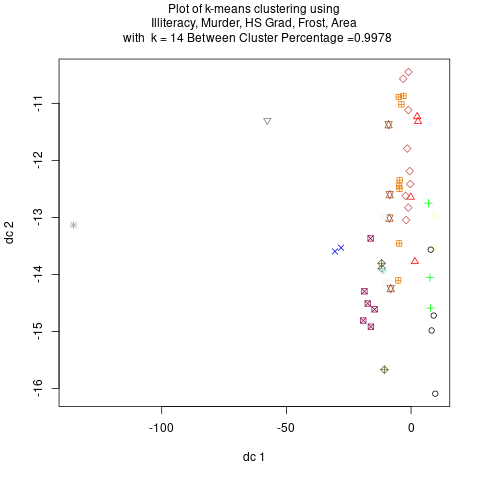 Plot of k-means clustering using
Illiteracy, Murder, HS Grad, Frost, Area
with k = 14 Between Cluster Percentage =0.9978
-11
-12
-13
-14
-15
-16
dc 2
-100 -50 0
dc 1